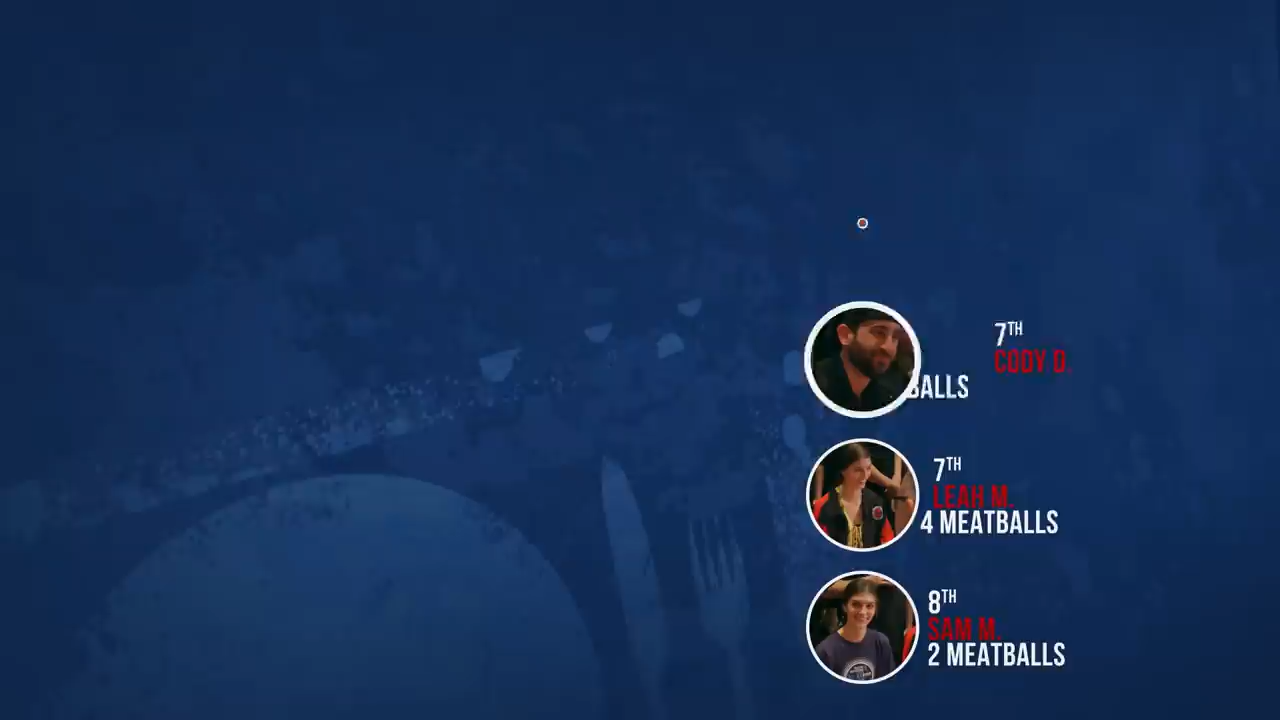 7TH
CODY D.
BALLS
7TH
LEAH M.
4 MEATBALLS
8TH
SAM M.
2 MEATBALLS